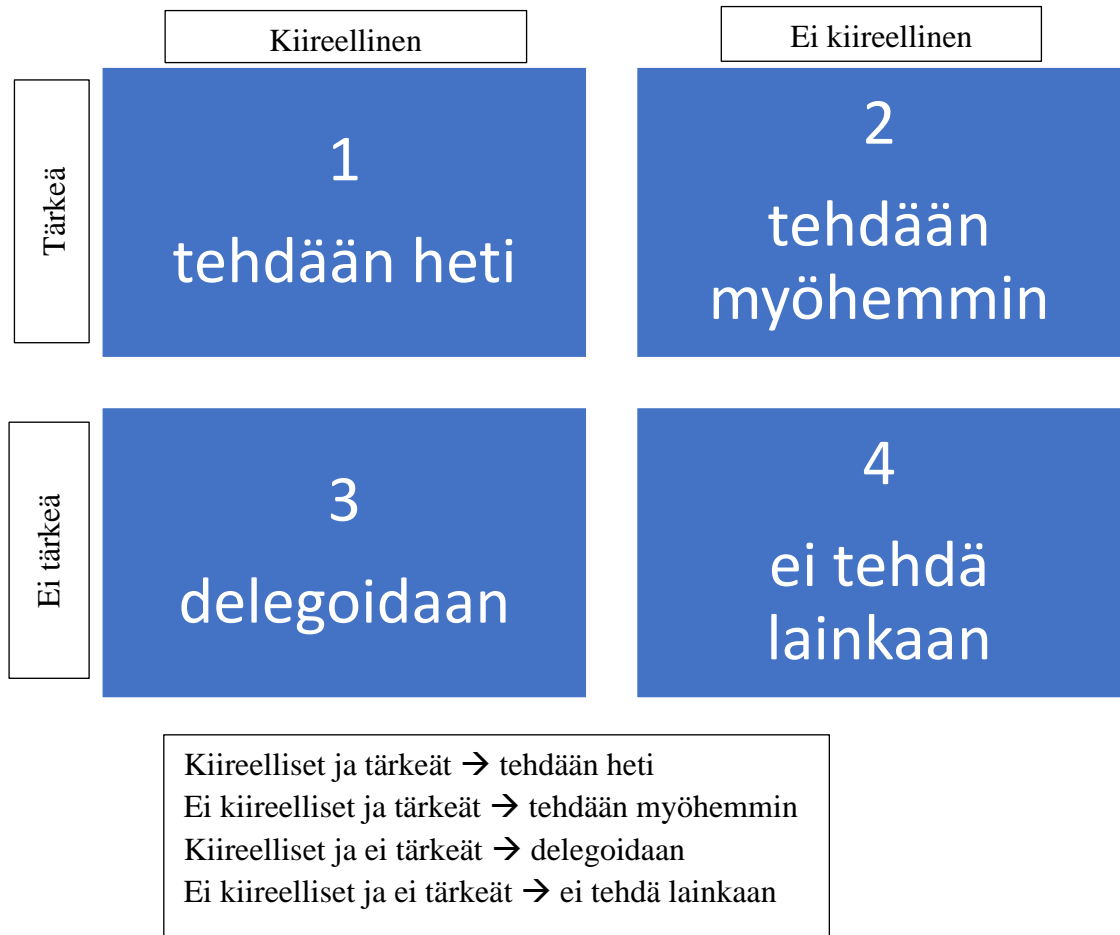 Kiireellinen
Ei kiireellinen
Tärkeä
1
tehdään heti
2
tehdään
myöhemmin
Ei tärkeä
3
delegoidaan
4
ei tehdä
lainkaan
Kiireelliset ja tärkeät → tehdään heti
Ei kiireelliset ja tärkeät → tehdään myöhemmin
Kiireelliset ja ei tärkeät → delegoidaan
Ei kiireelliset ja ei tärkeät → ei tehdä lainkaan